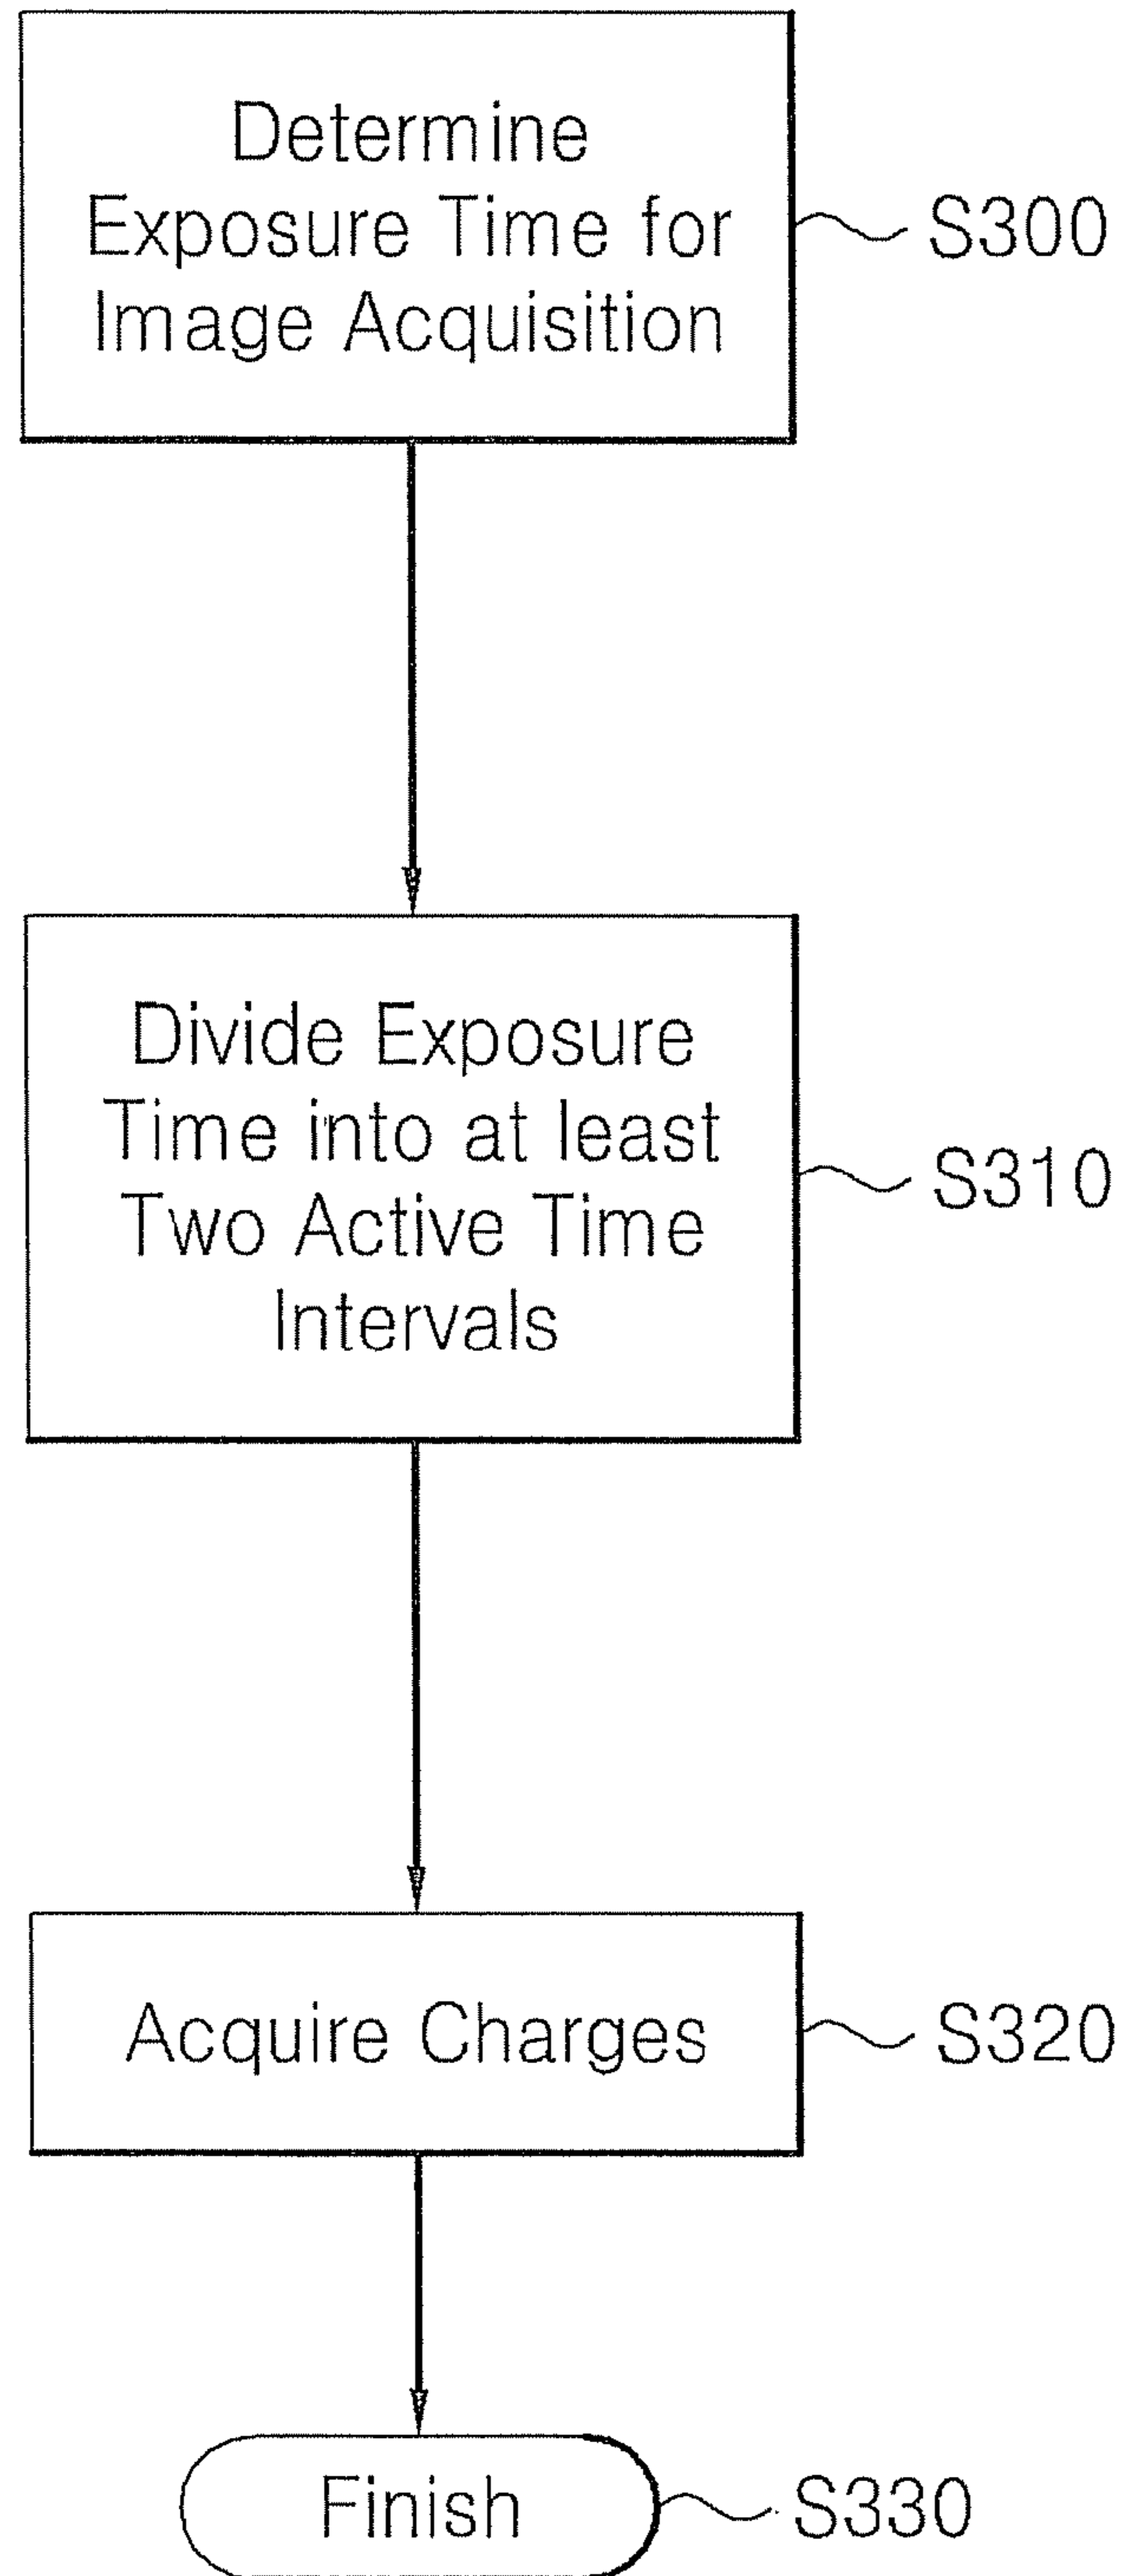 Determine
Exposure Time for
Image Acquisition
S300
Divide Exposure
Time into at least
Two Active Time
Intervals
S310
Acquire Charges
S320
Finish
S330